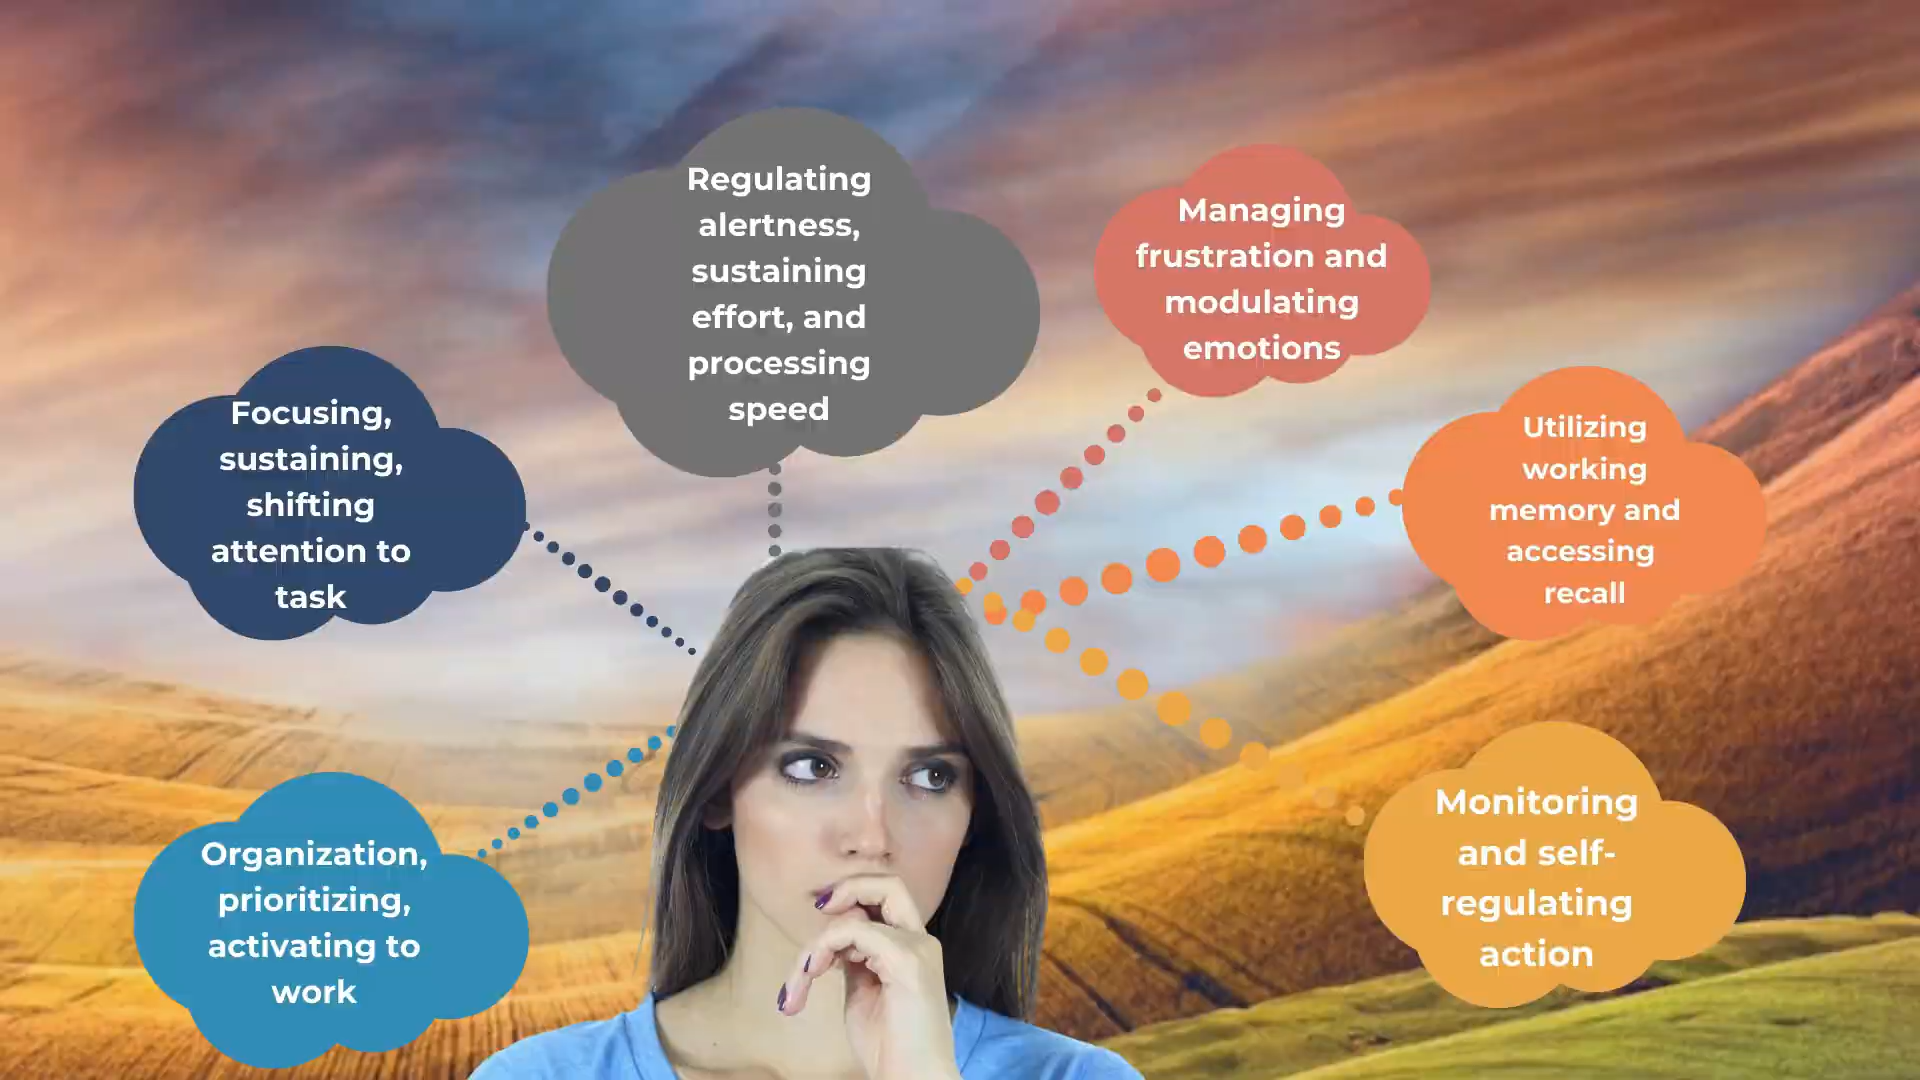 Regulating
alertness,
sustaining
effort, and
processing
speed
Managing
frustration and
modulating
emotions
Focusing,
sustaining,
shifting
attention to
task
Utilizing
working
memory and
accessing
recall
Organization,
prioritizing,
activating to
work
Monitoring
and self-
regulating
action